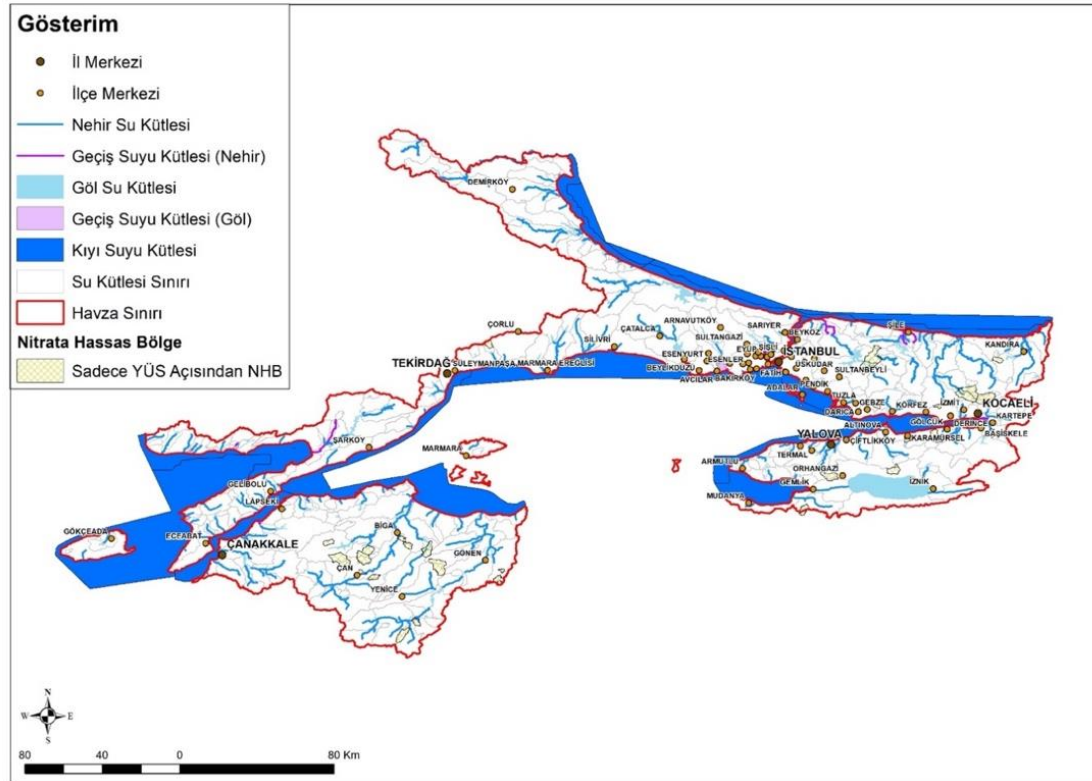 Gösterim
İl Merkezi
İlçe Merkezi
Nehir Su Kütlesi
Geçiş Suyu Kütlesi (Nehir)
Göl Su Kütlesi
Geçiş Suyu Kütlesi (Göl)
Kıyı Suyu Kütlesi
Su Kütlesi Sınırı
Havza Sınırı
Nitrata Hassas Bölge
Sadece YÜS Açısından NHB
DEMİRKÖY
ÇORLU
SİLİVRİ
ÇATALCA
ARNAVUTKÖY
SULTANGAZİ
SARIYER
BEYKOZ
ŞİLE
KANDIRA
TEKİRDAĞ
SÜLEYMANPAŞA
MARMARA EREĞLİSİ
ESENYURT
ESENLER
EYÜP
ŞİŞLİ
İSTANBUL
ÜSKÜDAR
SULTANBEYLİ
BEYLİKDÜZÜ
AVCILAR
BAKIRKÖY
FATİH
ADALAR
PENDİK
TUZLA
GEBZE
DARICA
KÖRFEZ
İZMİT
KOCAELİ
KARTEPE
DERİNCE
BAŞİSKELE
GÖLCÜK
KARAMÜRSEL
ALTINOVA
YALOVA
ÇİFTLİKKÖY
TERMAL
ARMUTLU
ORHANGAZİ
GEMLİK
İZNİK
MUDANYA
ŞARKÖY
MARMARA
GELİBOLU
LAPSEKİ
GÖKÇEADA
ECEABAT
ÇANAKKALE
BİGA
GÖNEN
ÇAN
YENİCE
N
W E
S
80 40 0 80 Km